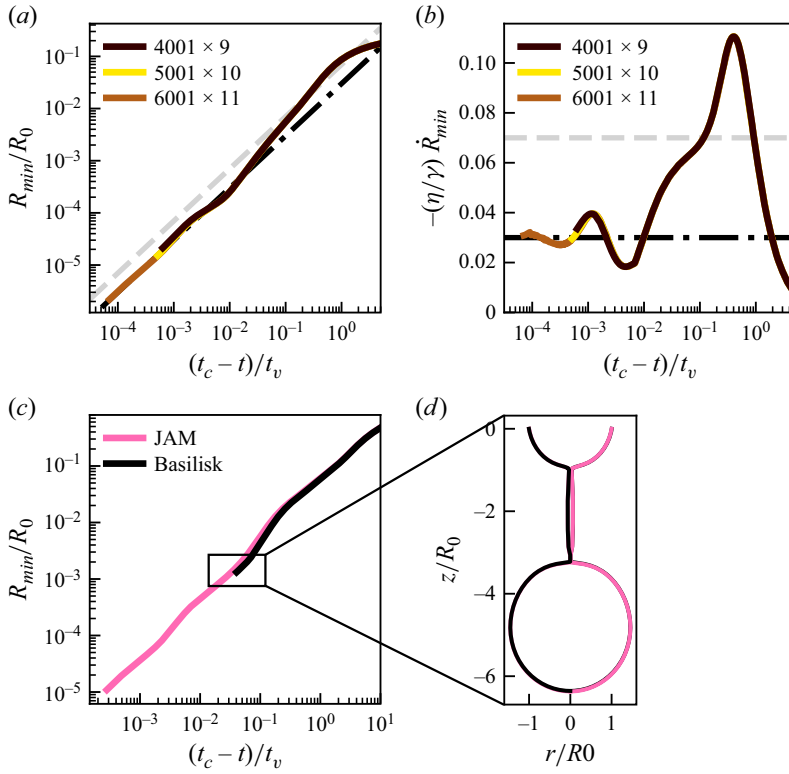 (a)
4001 × 9
5001 × 10
6001 × 11
R_min/R_0
10^–1
10^–2
10^–3
10^–4
10^–5
10^–4 10^–3 10^–2 10^–1 10^0
(t_c – t)/t_v
(b)
4001 × 9
5001 × 10
6001 × 11
–(η/γ) Ṙ_min
0.10
0.08
0.06
0.04
0.02
0
10^–4 10^–3 10^–2 10^–1 10^0
(t_c – t)/t_v
(c)
JAM
Basilisk
R_min/R_0
10^–1
10^–2
10^–3
10^–4
10^–5
10^–3 10^–2 10^–1 10^0 10^1
(t_c – t)/t_v
(d)
z/R_0
0
–2
–4
–6
–1 0 1
r/R0